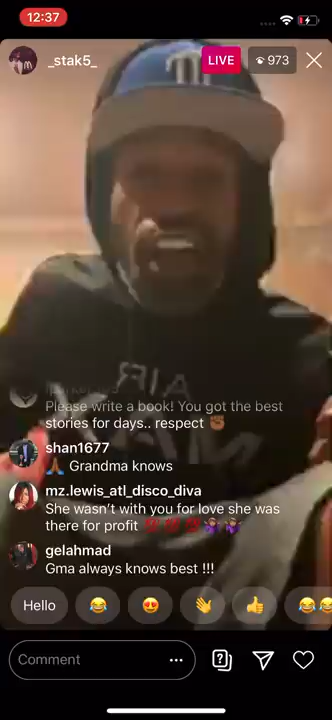 12:37
_stak5_
LIVE
973
Please write a book! You got the best
stories for days.. respect ✊🏾
shan1677
🙏🏾 Grandma knows
mz.lewis_atl_disco_diva
She wasn't with you for love she was
there for profit 💯💯💯🤷🏾‍♀️🤷🏾‍♀️
gelahmad
Gma always knows best !!!
Hello 😂 😍 👋 👍 😂😂
Comment